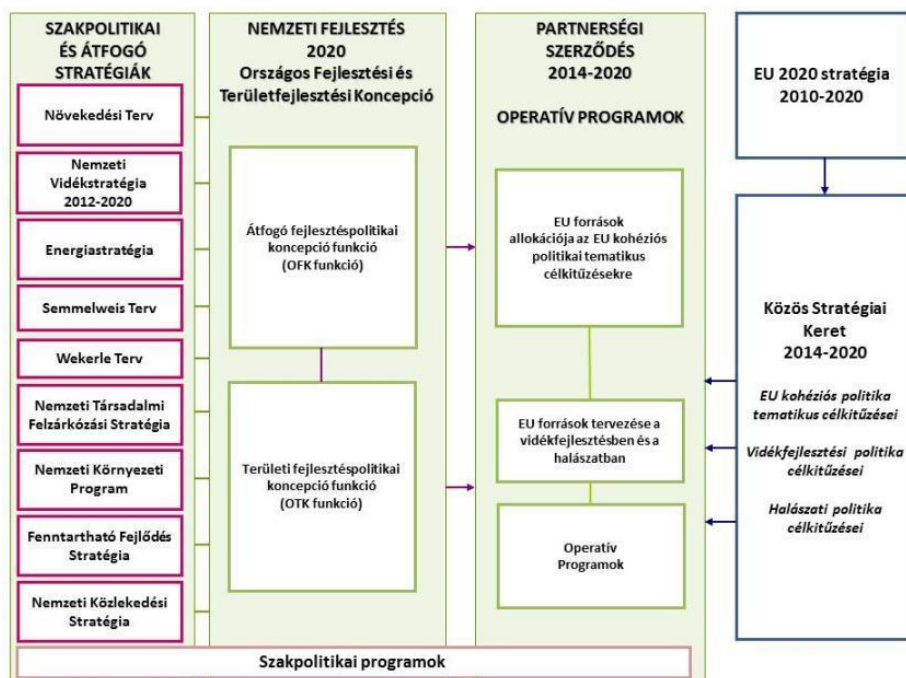 SZAKPOLITIKAI
ÉS ÁTFOGÓ
STRATÉGIÁK
Növekedési Terv
Nemzeti
Vidékstratégia
2012-2020
Energiastratégia
Semmelweis Terv
Wekerle Terv
Nemzeti Társadalmi
Felzárkózási Stratégia
Nemzeti Környezeti
Program
Fenntartható Fejlődés
Stratégia
Nemzeti Közlekedési
Stratégia
NEMZETI FEJLESZTÉS
2020
Országos Fejlesztési és
Területfejlesztési Koncepció
Átfogó fejlesztéspolitikai
koncepció funkció
(OFK funkció)
Területi fejlesztéspolitikai
koncepció funkció
(OTK funkció)
PARTNERSÉGI
SZERZŐDÉS
2014-2020
OPERATÍV PROGRAMOK
EU források
allokációja az EU kohéziós
politikai tematikus
célkitűzésekre
EU források tervezése a
vidékfejlesztésben és a
halászatban
Operatív
Programok
Szakpolitikai programok
EU 2020 stratégia
2010-2020
Közös Stratégiai
Keret
2014-2020
EU kohéziós politika
tematikus célkitűzései
Vidékfejlesztési politika
célkitűzései
Halászati politika
célkitűzései